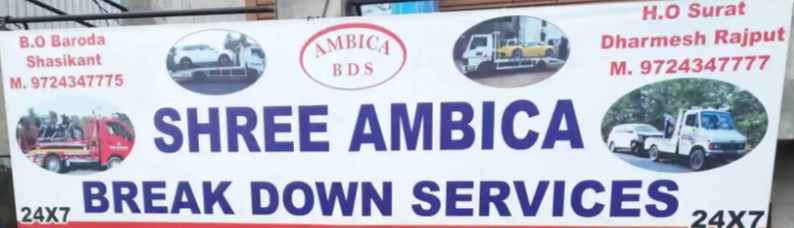 B.O Baroda
Shasikant
M. 9724347775
AMBICA
BDS
H.O Surat
Dharmesh Rajput
M. 9724347777
SHREE AMBICA
BREAK DOWN SERVICES
24X7
24X7